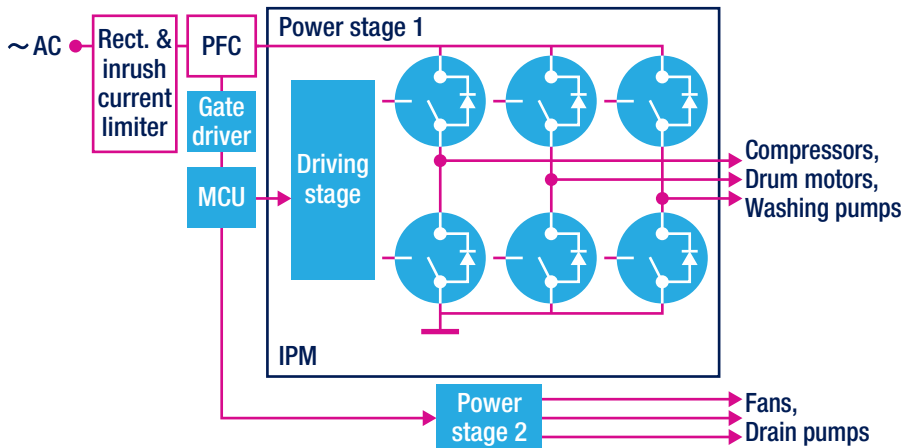 ~ AC
Rect. &
inrush
current
limiter
PFC
Gate
driver
MCU
Power stage 1
Driving
stage
IPM
Compressors,
Drum motors,
Washing pumps
Power
stage 2
Fans,
Drain pumps